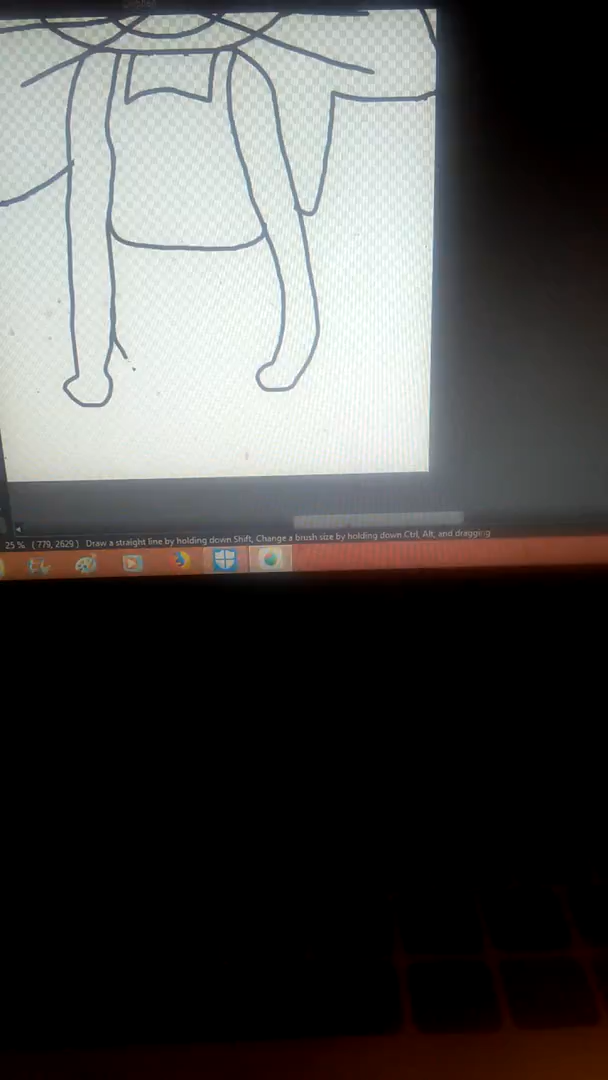 25 % ( 779, 2629 ) Draw a straight line by holding down Shift, Change a brush size by holding down Ctrl, Alt, and dragging